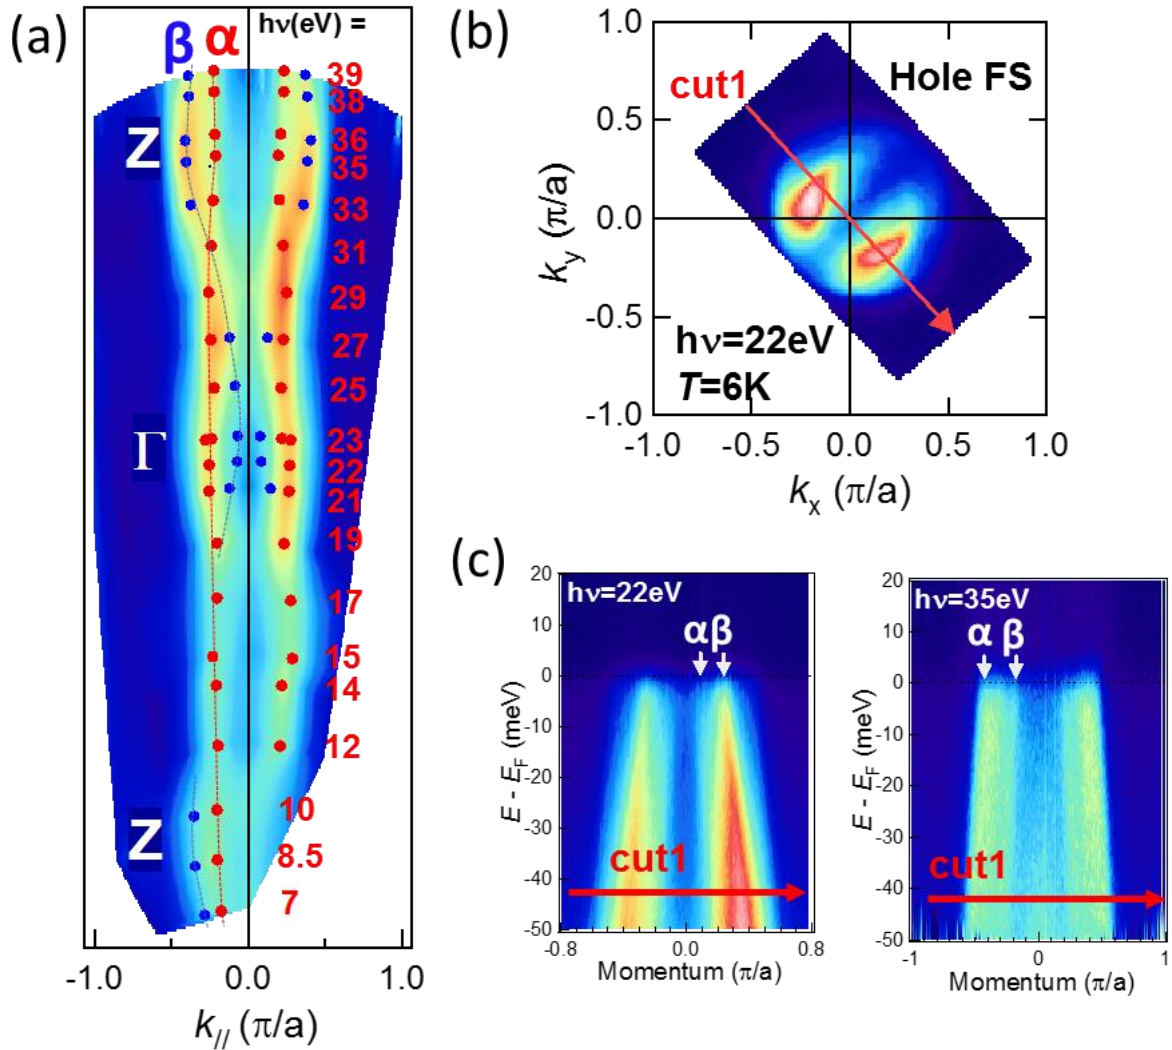 (a)
hν(eV) =
β α
39
38
Z
36
35
33
31
29
27
25
Γ
23
22
21
19
17
15
14
12
10
Z
8.5
7
-1.0 0.0 1.0
k// (π/a)
(b)
cut1
Hole FS
hν=22eV
T=6K
1.0
0.5
0.0
-0.5
-1.0
ky (π/a)
-1.0 -0.5 0.0 0.5 1.0
kx (π/a)
(c)
hν=22eV
αβ
cut1
20
10
0
-10
-20
-30
-40
-50
E - EF (meV)
-0.8 0.0 0.8
Momentum (π/a)
hν=35eV
α β
cut1
20
10
0
-10
-20
-30
-40
-50
E - EF (meV)
-1 0 1
Momentum (π/a)